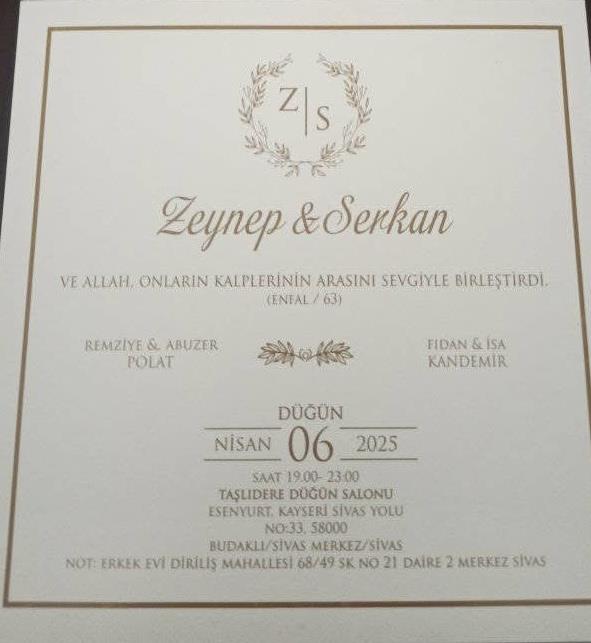 Z|S
Zeynep & Serkan
VE ALLAH, ONLARIN KALPLERİNİN ARASINI SEVGİYLE BİRLEŞTİRDİ.
(ENFAL / 63)
REMZİYE & ABUZER
POLAT
FIDAN & İSA
KANDEMİR
DÜĞÜN
NİSAN 06 2025
SAAT 19.00- 23:00
TAŞLIDERE DÜĞÜN SALONU
ESENYURT, KAYSERİ SİVAS YOLU
NO:33, 58000
BUDAKLI/SİVAS MERKEZ/SİVAS
NOT: ERKEK EVİ DİRİLİŞ MAHALLESİ 68/49 SK NO 21 DAİRE 2 MERKEZ SİVAS